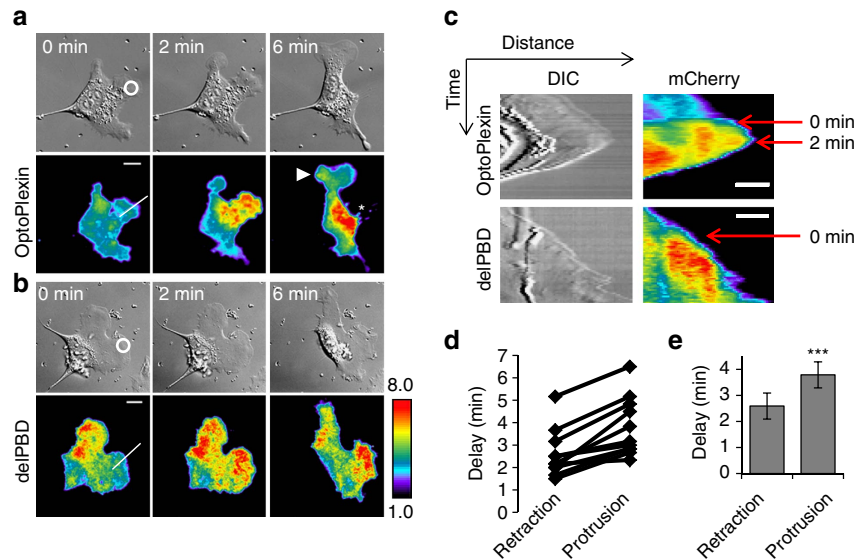 a
0 min
2 min
6 min
OptoPlexin
*
b
0 min
2 min
6 min
delPBD
8.0
1.0
c
Distance
Time
DIC
mCherry
OptoPlexin
0 min
2 min
delPBD
0 min
d
Delay (min)
7
6
5
4
3
2
1
0
Retraction
Protrusion
e
Delay (min)
4
3
2
1
0
***
Retraction
Protrusion